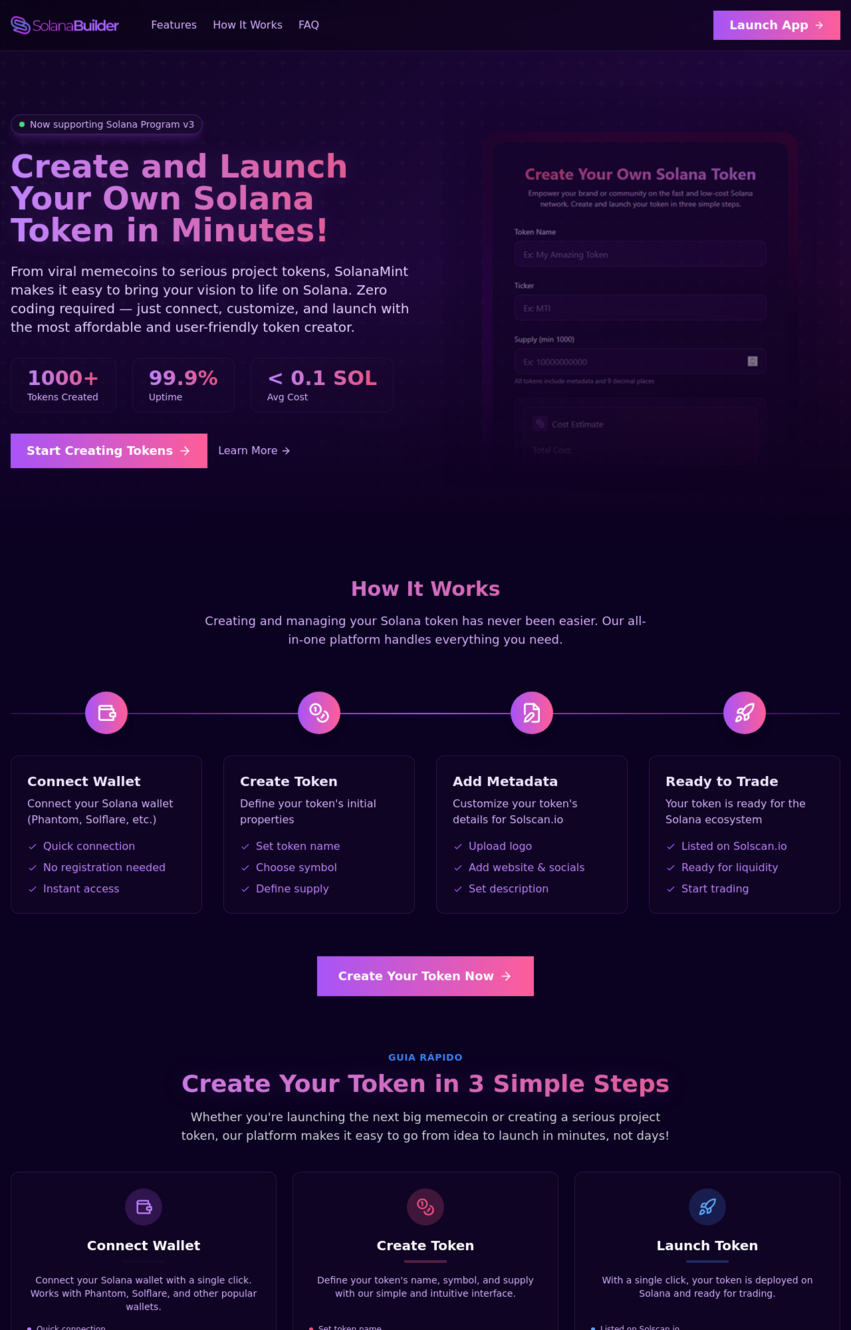 SolanaBuilder
Features
How It Works
FAQ
Launch App
Now supporting Solana Program v3
Create and Launch
Your Own Solana
Token in Minutes!
From viral memecoins to serious project tokens, SolanaMint
makes it easy to bring your vision to life on Solana. Zero
coding required — just connect, customize, and launch with
the most affordable and user-friendly token creator.
1000+
Tokens Created
99.9%
Uptime
< 0.1 SOL
Avg Cost
Start Creating Tokens
Learn More
Create Your Own Solana Token
Empower your brand or community on the fast and low-cost Solana
network. Create and launch your token in three simple steps.
Token Name
Ex: My Amazing Token
Ticker
Ex: MTI
Supply (min 1000)
Ex: 10000000000
All tokens include metadata and 9 decimal places
Cost Estimate
Total Cost:
How It Works
Creating and managing your Solana token has never been easier. Our all-
in-one platform handles everything you need.
Connect Wallet
Connect your Solana wallet
(Phantom, Solflare, etc.)
Quick connection
No registration needed
Instant access
Create Token
Define your token's initial
properties
Set token name
Choose symbol
Define supply
Add Metadata
Customize your token's
details for Solscan.io
Upload logo
Add website & socials
Set description
Ready to Trade
Your token is ready for the
Solana ecosystem
Listed on Solscan.io
Ready for liquidity
Start trading
Create Your Token Now
GUIA RÁPIDO
Create Your Token in 3 Simple Steps
Whether you're launching the next big memecoin or creating a serious project
token, our platform makes it easy to go from idea to launch in minutes, not days!
Connect Wallet
Connect your Solana wallet with a single click.
Works with Phantom, Solflare, and other popular
wallets.
Quick connection
Create Token
Define your token's name, symbol, and supply
with our simple and intuitive interface.
Set token name
Launch Token
With a single click, your token is deployed on
Solana and ready for trading.
Listed on Solscan.io